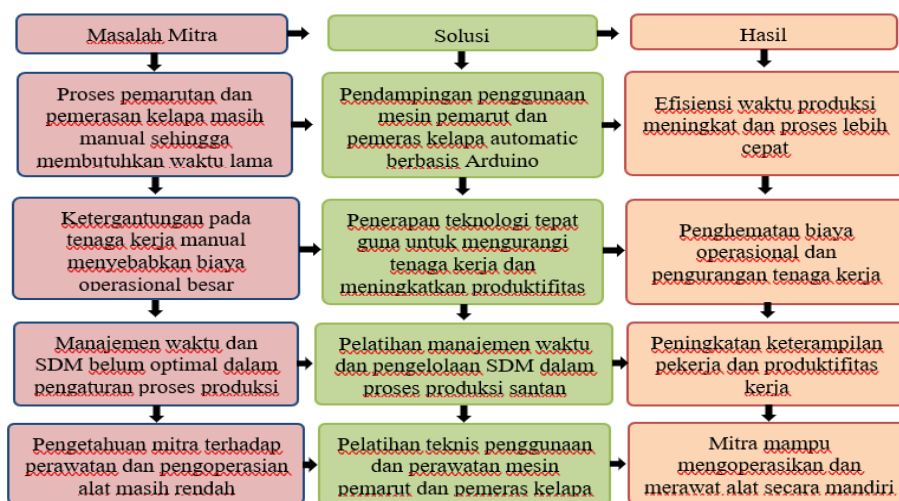 Masalah Mitra
Solusi
Hasil
Proses pemarutan dan
pemerasan kelapa masih
manual sehingga
membutuhkan waktu lama
Pendampingan penggunaan
mesin pemarut dan
pemeras kelapa automatic
berbasis Arduino
Efisiensi waktu produksi
meningkat dan proses lebih
cepat
Ketergantungan pada
tenaga kerja manual
menyebabkan biaya
operasional besar
Penerapan teknologi tepat
guna untuk mengurangi
tenaga kerja dan
meningkatkan produktifitas
Penghematan biaya
operasional dan
pengurangan tenaga kerja
Manajemen waktu dan
SDM belum optimal dalam
pengaturan proses produksi
Pelatihan manajemen waktu
dan pengelolaan SDM dalam
proses produksi santan
Peningkatan keterampilan
pekerja dan produktifitas
kerja
Pengetahuan mitra terhadap
perawatan dan pengoperasian
alat masih rendah
Pelatihan teknis penggunaan
dan perawatan mesin
pemarut dan pemeras kelapa
Mitra mampu
mengoperasikan dan
merawat alat secara mandiri